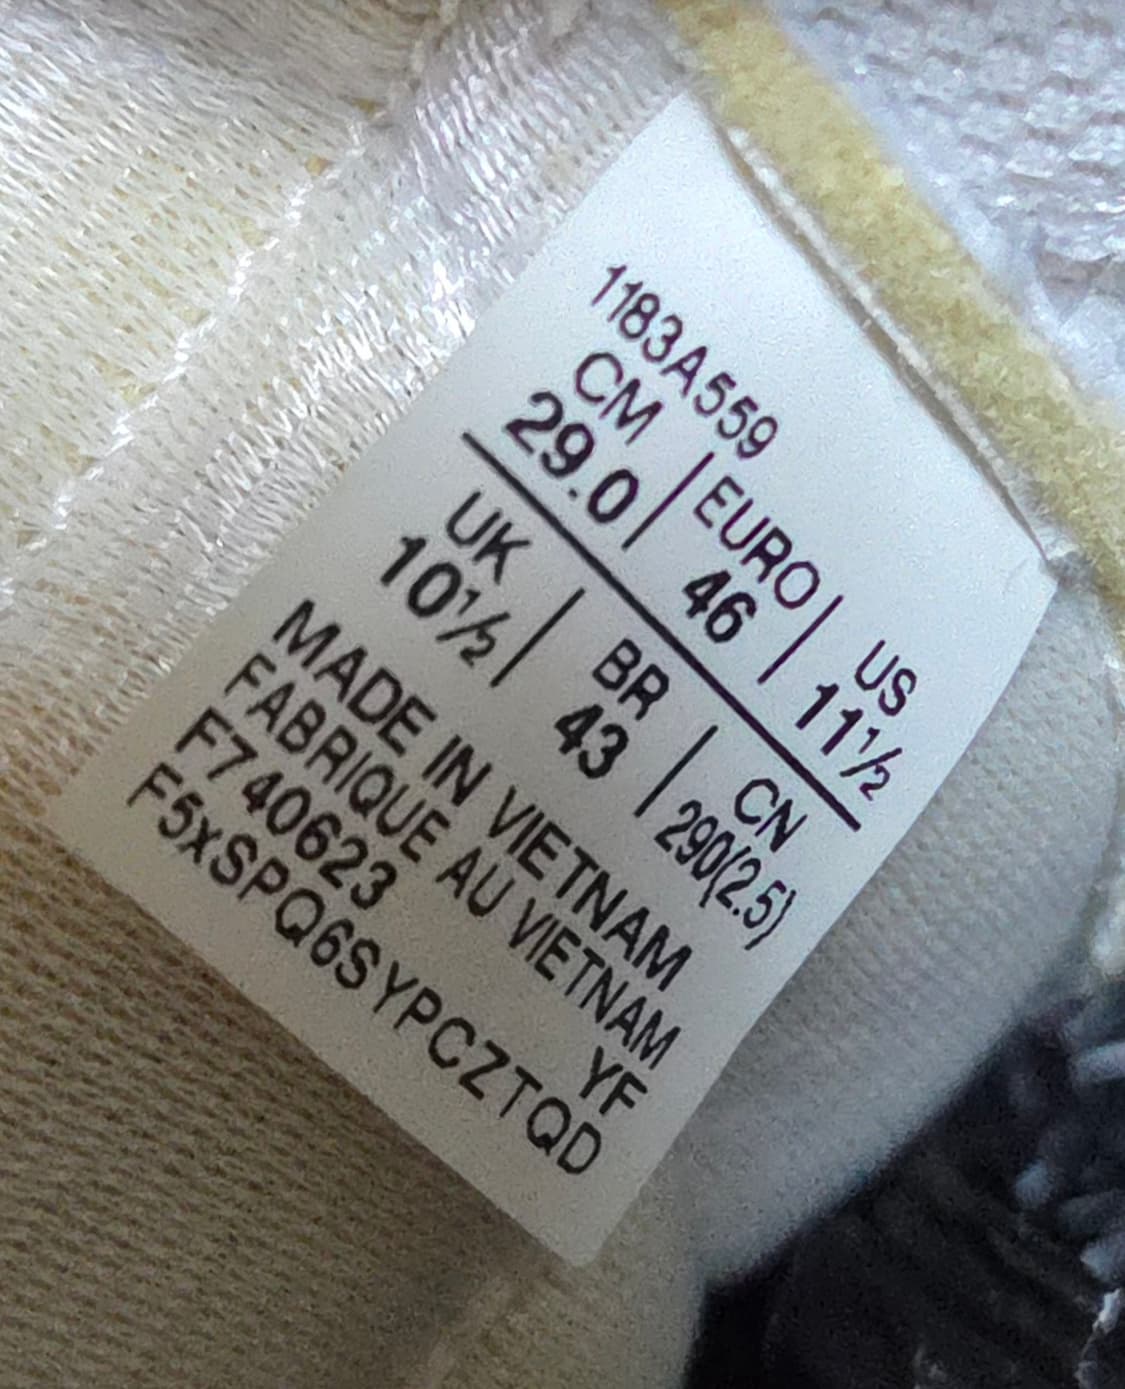 1183A559
CM | EURO | US
29.0 | 46 | 11½
UK | BR | CN
10½ | 43 | 290(2.5)
MADE IN VIETNAM
FABRIQUE AU VIETNAM
F740623 YF
F5xSPQ6SYPCZTQD